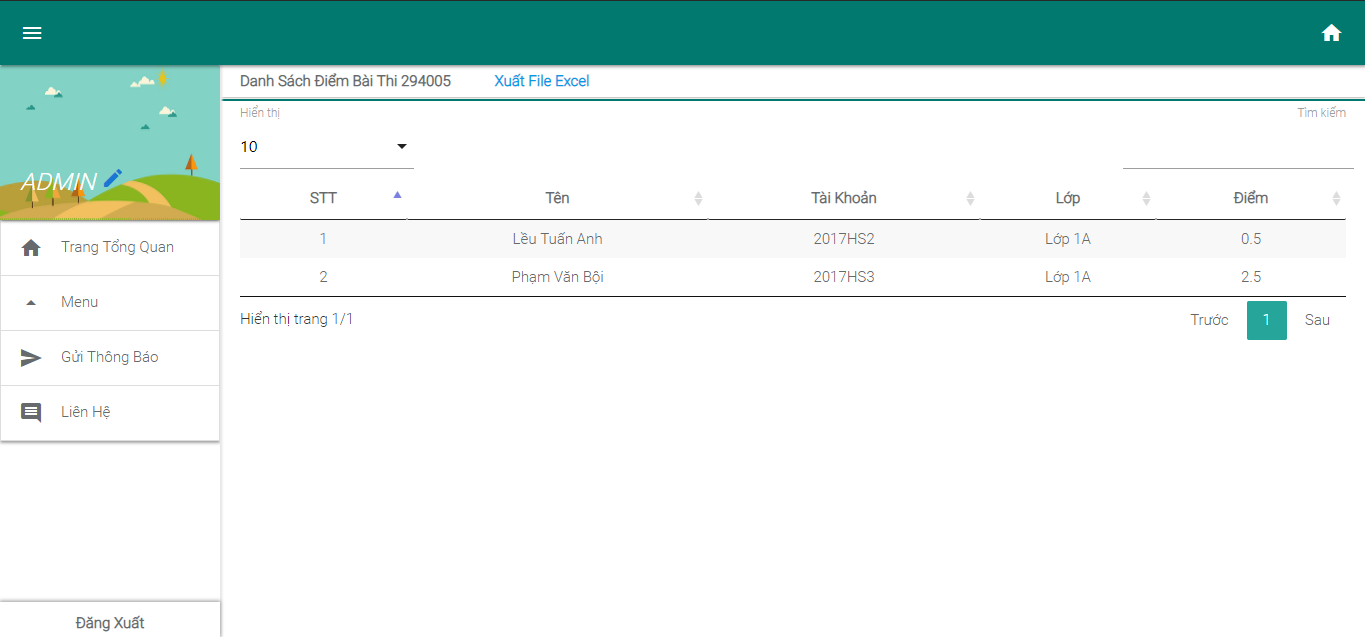 Danh Sách Điểm Bài Thi 294005 Xuất File Excel
Hiển thị Tìm kiếm
10
ADMIN
STT Tên Tài Khoản Lớp Điểm
1 Lều Tuấn Anh 2017HS2 Lớp 1A 0.5
2 Phạm Văn Bội 2017HS3 Lớp 1A 2.5
Hiển thị trang 1/1 Trước 1 Sau
Trang Tổng Quan
Menu
Gửi Thông Báo
Liên Hệ
Đăng Xuất